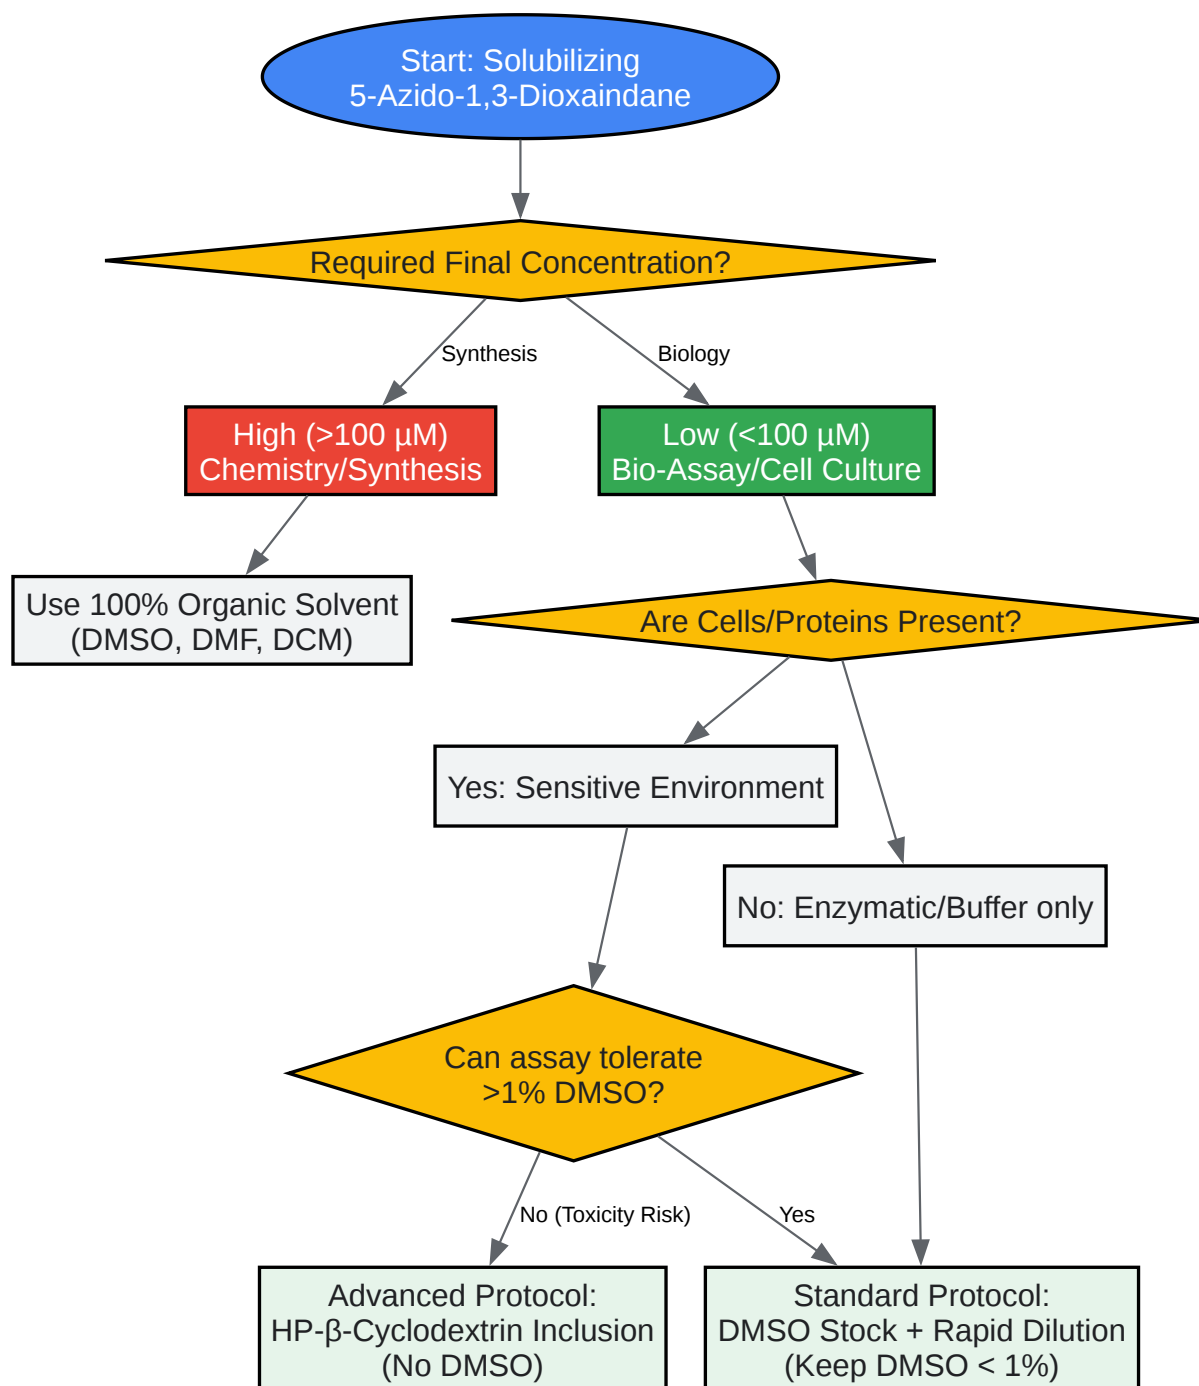 Start: Solubilizing
5-Azido-1,3-Dioxaindane
Required Final Concentration?
Synthesis
Biology
High (>100 µM)
Chemistry/Synthesis
Low (<100 µM)
Bio-Assay/Cell Culture
Use 100% Organic Solvent
(DMSO, DMF, DCM)
Are Cells/Proteins Present?
Yes: Sensitive Environment
No: Enzymatic/Buffer only
Can assay tolerate
>1% DMSO?
No (Toxicity Risk)
Yes
Advanced Protocol:
HP-β-Cyclodextrin Inclusion
(No DMSO)
Standard Protocol:
DMSO Stock + Rapid Dilution
(Keep DMSO < 1%)